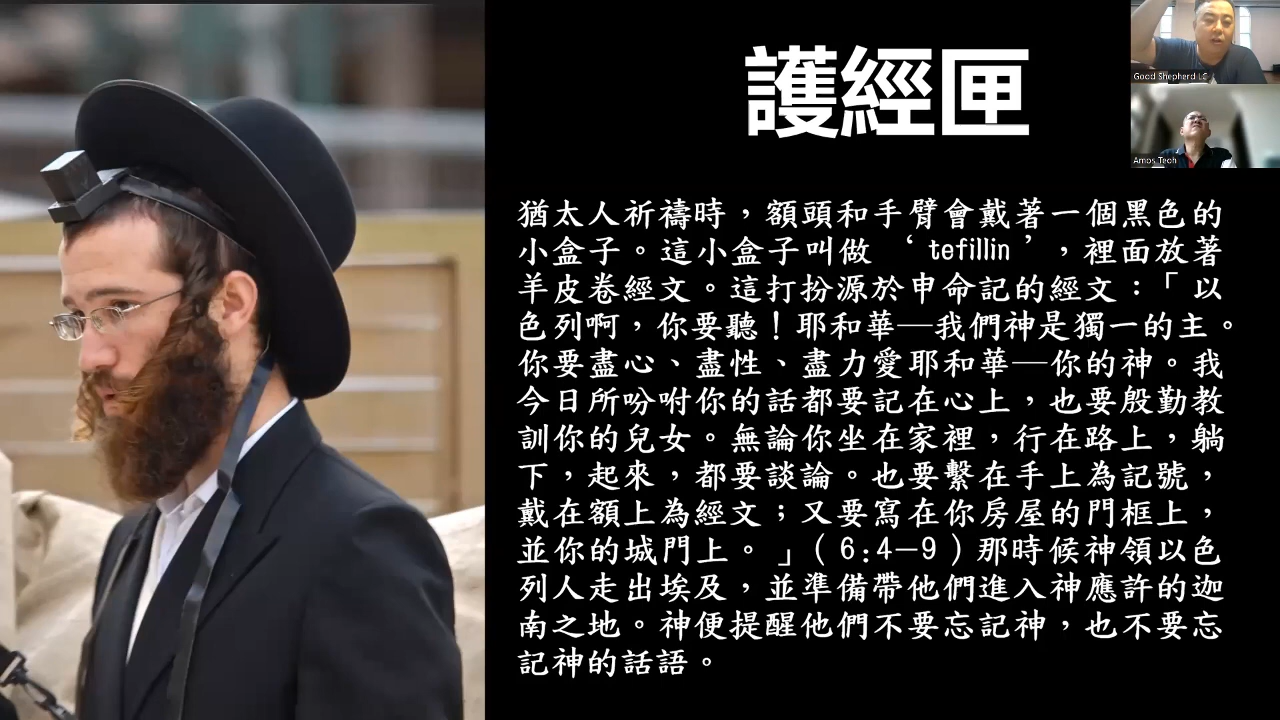 護經匣
Good Shepherd LC
Amos Teoh
猶太人祈禱時，額頭和手臂會戴著一個黑色的
小盒子。這小盒子叫做 ‘tefillin’，裡面放著
羊皮卷經文。這打扮源於申命記的經文：「以
色列啊，你要聽！耶和華─我們神是獨一的主。
你要盡心、盡性、盡力愛耶和華─你的神。我
今日所吩咐你的話都要記在心上，也要殷勤教
訓你的兒女。無論你坐在家裡，行在路上，躺
下，起來，都要談論。也要繫在手上為記號，
戴在額上為經文；又要寫在你房屋的門框上，
並你的城門上。」（6:4—9）那時候神領以色
列人走出埃及，並準備帶他們進入神應許的迦
南之地。神便提醒他們不要忘記神，也不要忘
記神的話語。